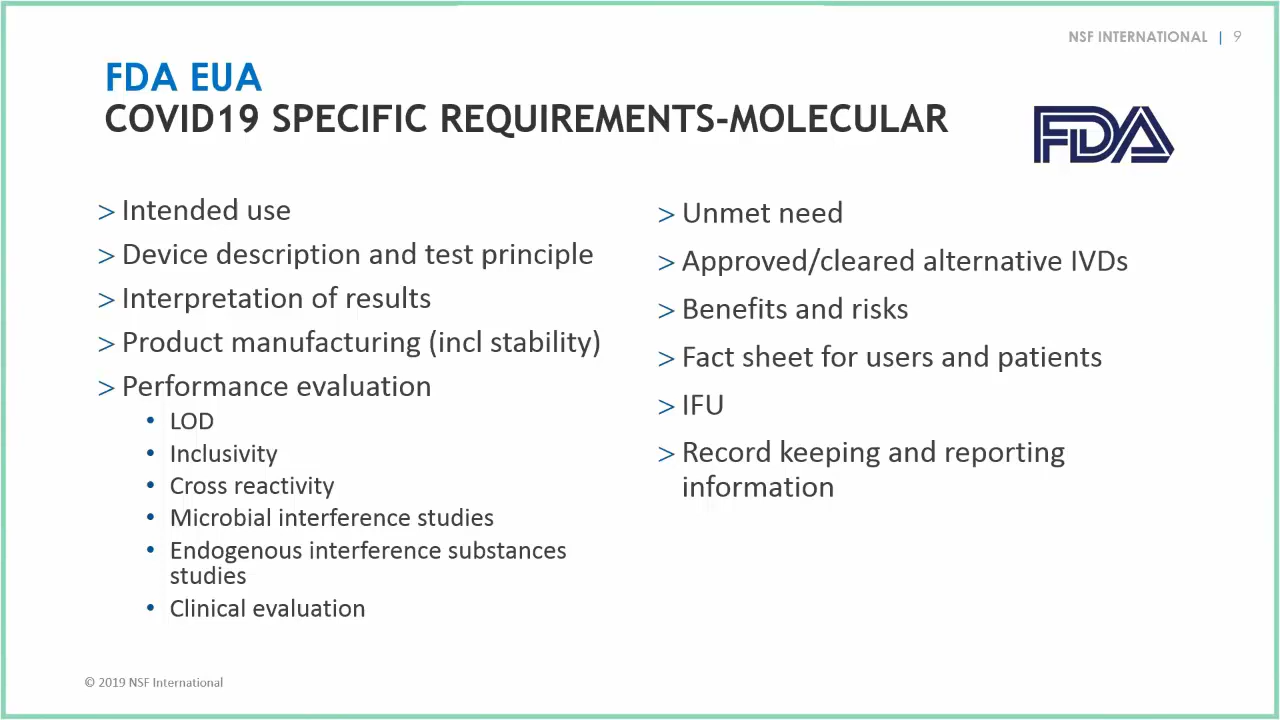 NSF INTERNATIONAL | 9
FDA EUA
COVID19 SPECIFIC REQUIREMENTS-MOLECULAR
FDA
> Intended use
> Device description and test principle
> Interpretation of results
> Product manufacturing (incl stability)
> Performance evaluation
• LOD
• Inclusivity
• Cross reactivity
• Microbial interference studies
• Endogenous interference substances
studies
• Clinical evaluation
> Unmet need
> Approved/cleared alternative IVDs
> Benefits and risks
> Fact sheet for users and patients
> IFU
> Record keeping and reporting
information
© 2019 NSF International